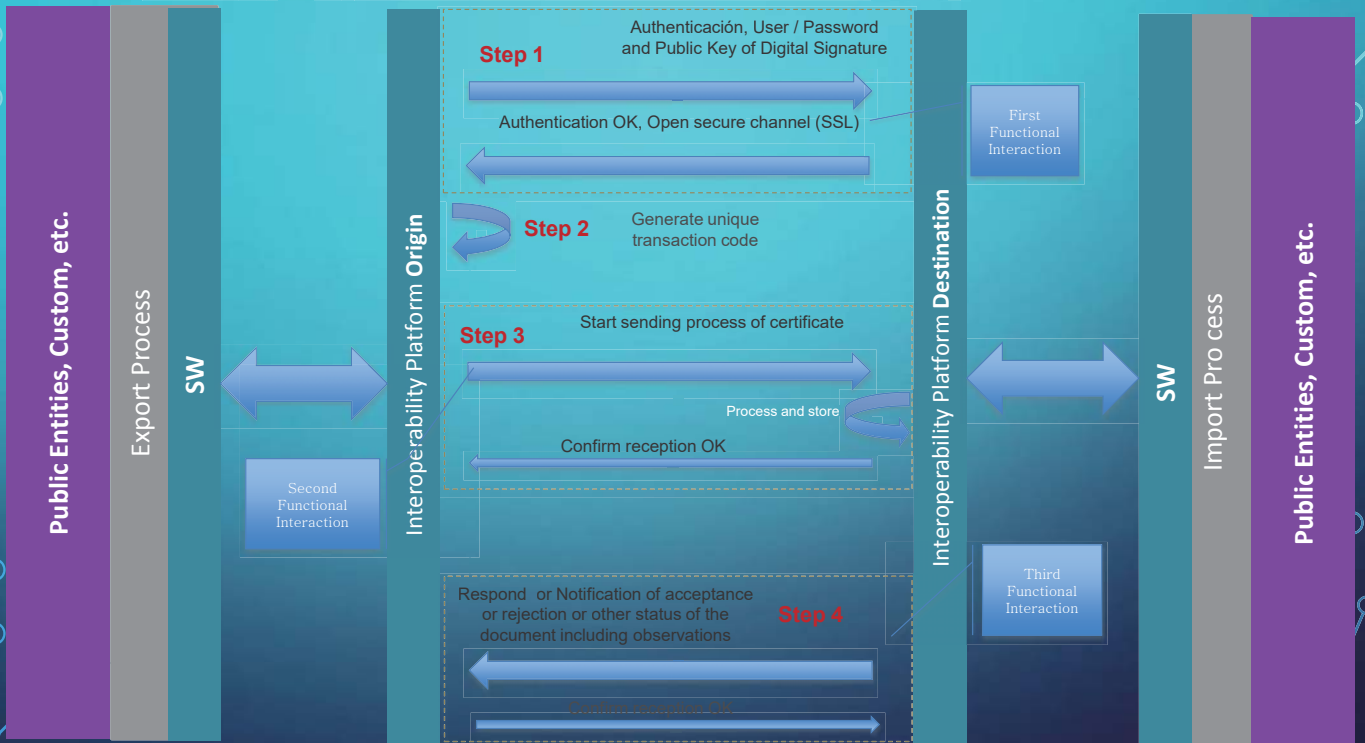 Public Entities, Custom, etc.
Export Process
SW
Interoperability Platform Origin
Authenticación, User / Password
and Public Key of Digital Signature
Step 1
Authentication OK, Open secure channel (SSL)
First
Functional
Interaction
Step 2
Generate unique
transaction code
Start sending process of certificate
Step 3
Process and store
Confirm reception OK
Second
Functional
Interaction
Respond or Notification of acceptance
or rejection or other status of the
document including observations
Step 4
Confirm reception OK
Third
Functional
Interaction
Interoperability Platform Destination
SW
Import Pro cess
Public Entities, Custom, etc.